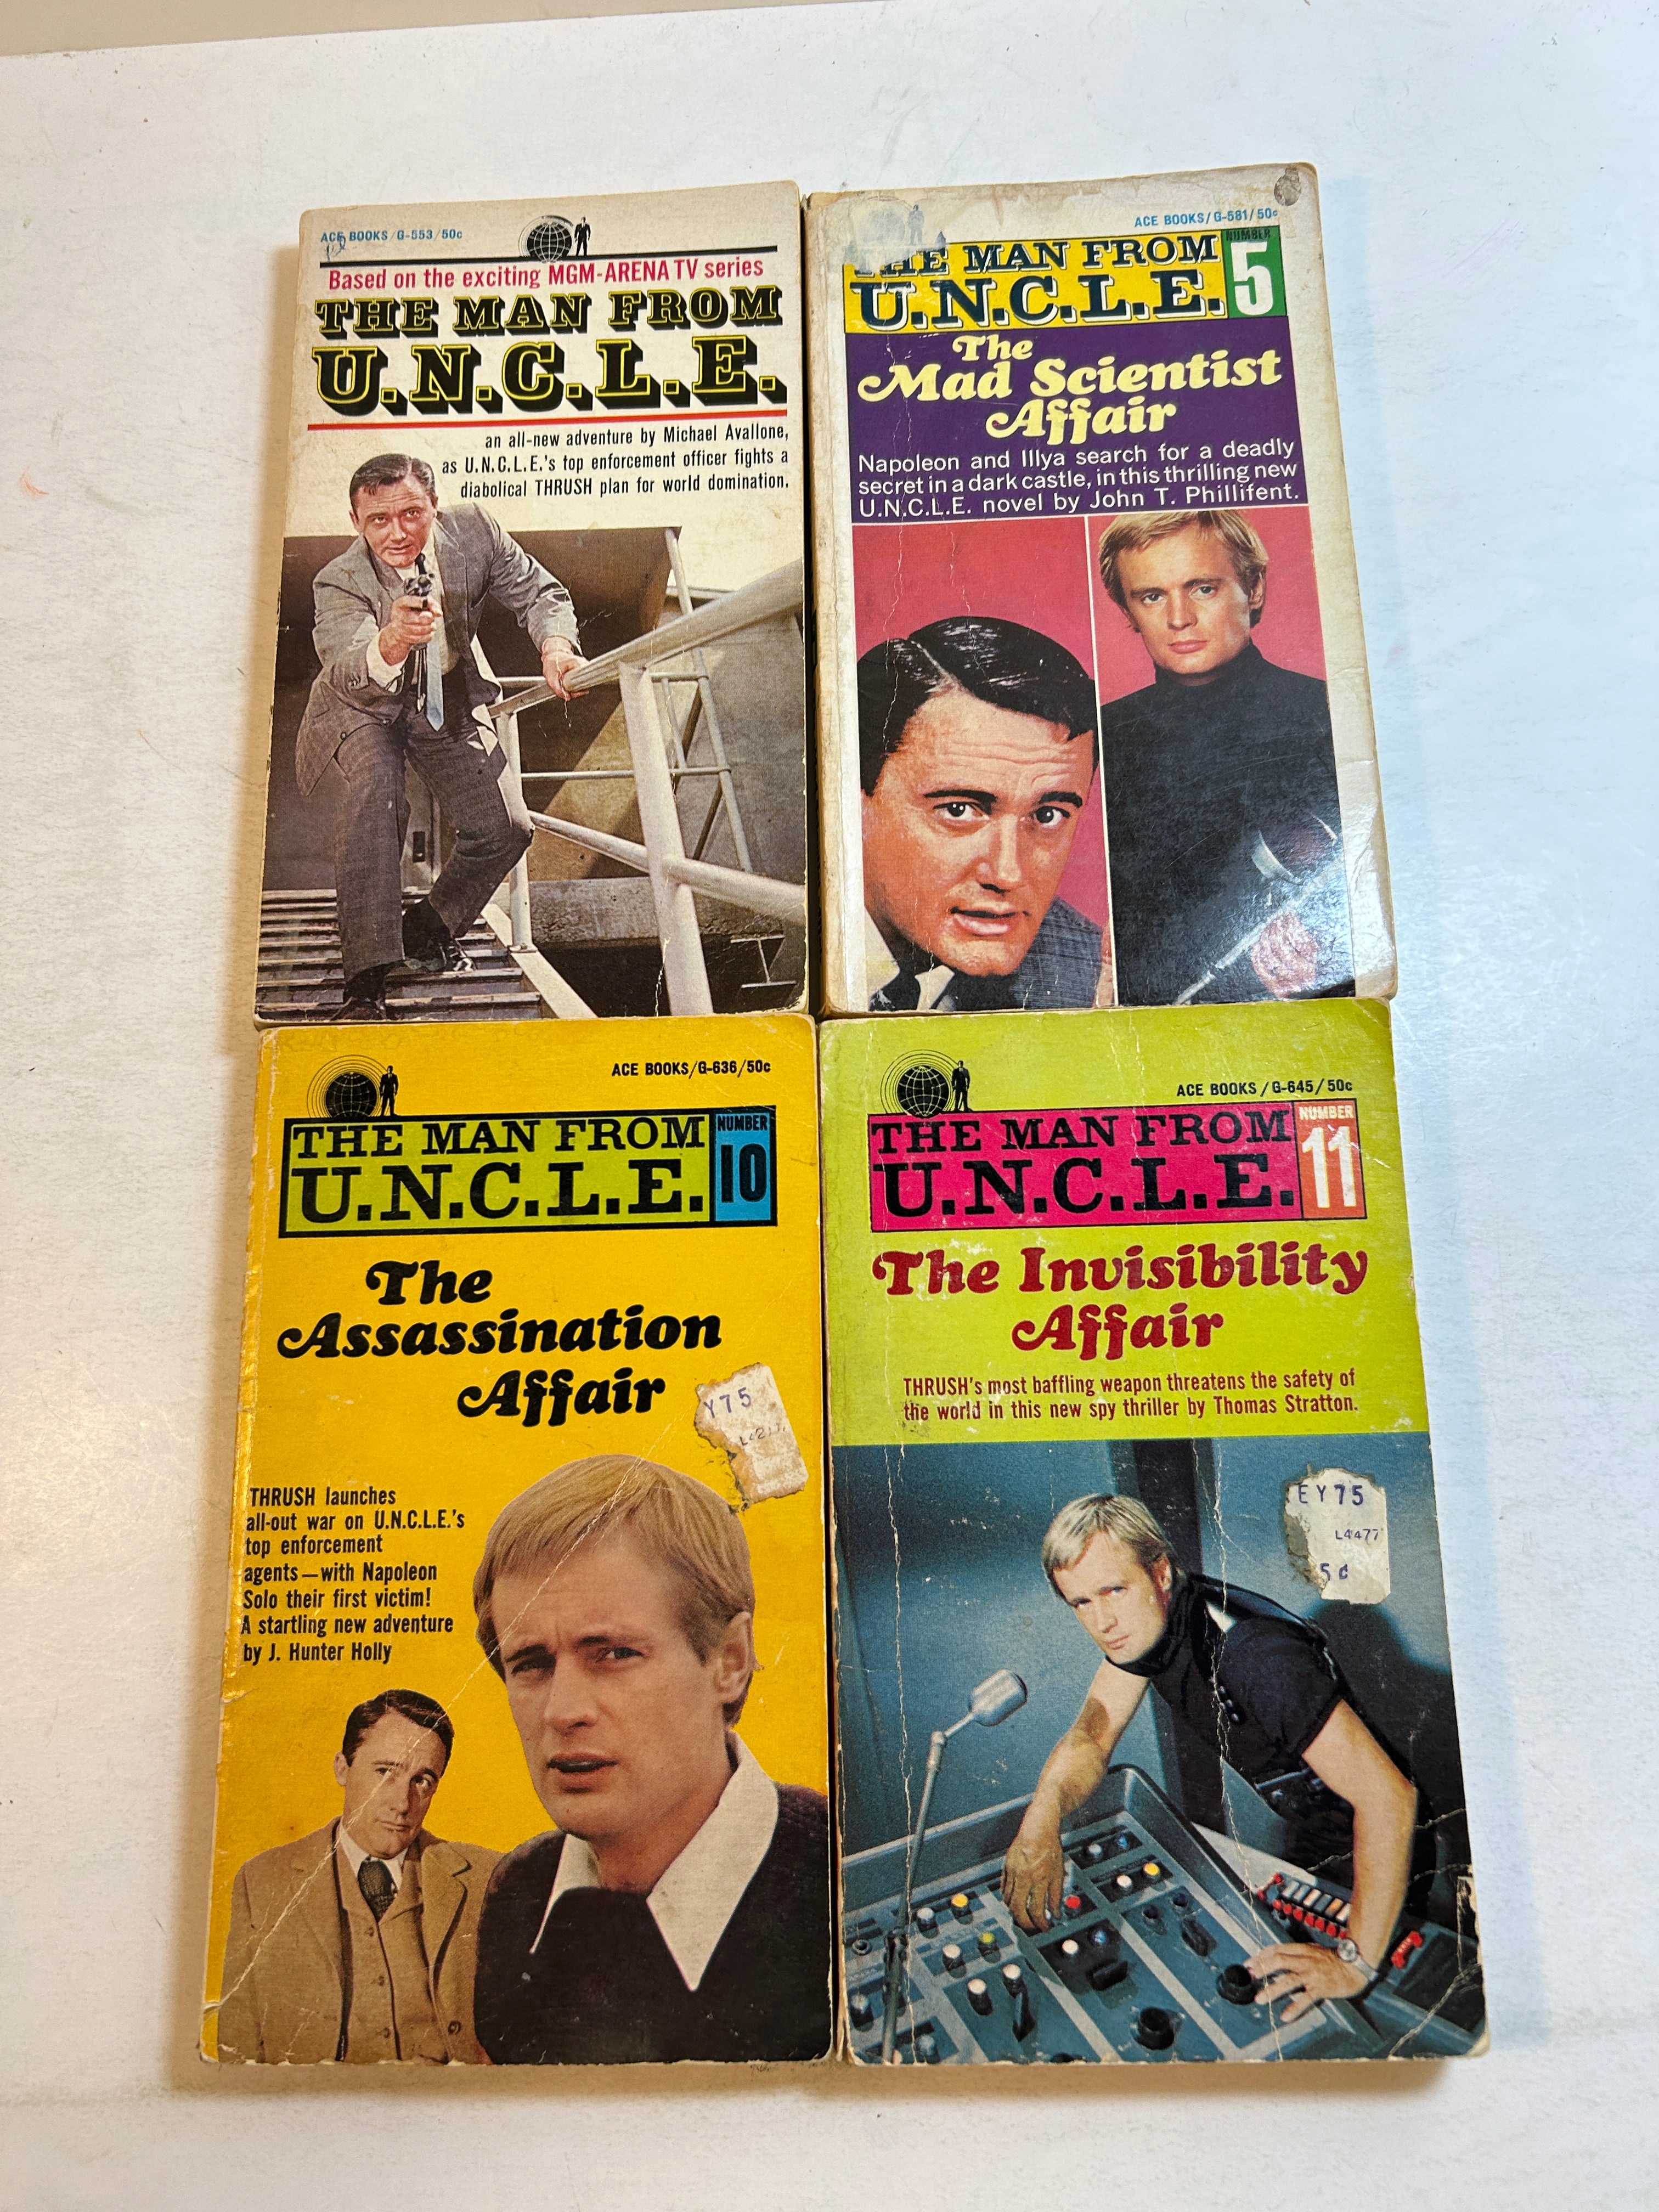 ACE BOOKS/G-553/50c
Based on the exciting MGM-ARENA TV series
THE MAN FROM
U.N.C.L.E.
an all-new adventure by Michael Avallone,
as U.N.C.L.E.'s top enforcement officer fights a
diabolical THRUSH plan for world domination.
ACE BOOKS/G-581/50c
THE MAN FROM
U.N.C.L.E.
NUMBER
5
The
Mad Scientist
Affair
Napoleon and Illya search for a deadly
secret in a dark castle, in this thrilling new
U.N.C.L.E. novel by John T. Phillifent.
ACE BOOKS/G-636/50c
THE MAN FROM
U.N.C.L.E.
NUMBER
10
The
Assassination
Affair
Y75
THRUSH launches
all-out war on U.N.C.L.E.'s
top enforcement
agents—with Napoleon
Solo their first victim!
A startling new adventure
by J. Hunter Holly
ACE BOOKS/G-645/50c
THE MAN FROM
U.N.C.L.E.
NUMBER
11
The Invisibility
Affair
THRUSH's most baffling weapon threatens the safety of
the world in this new spy thriller by Thomas Stratton.
EY75
L4477
5¢